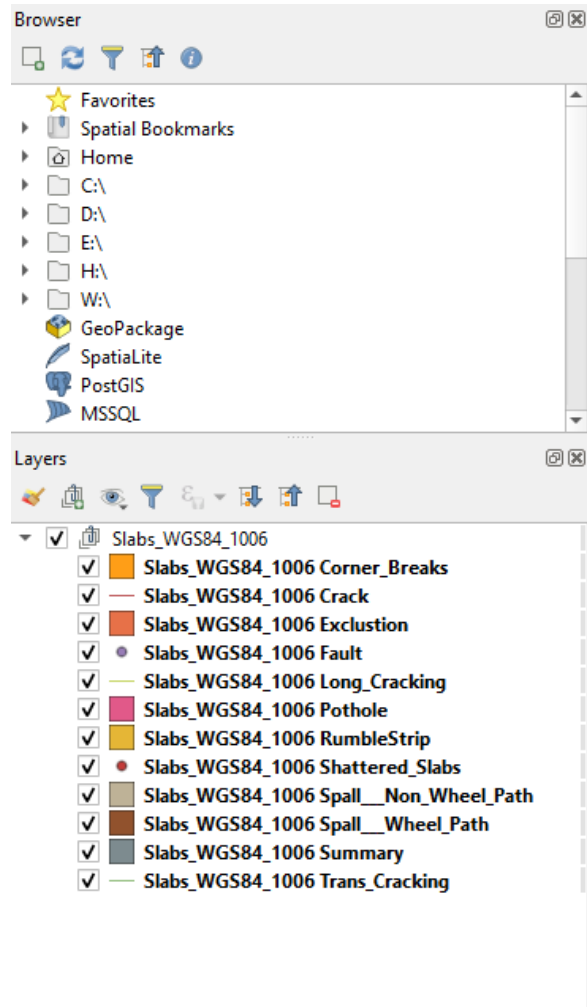 Browser
Favorites
Spatial Bookmarks
Home
C:\
D:\
E:\
H:\
W:\
GeoPackage
SpatiaLite
PostGIS
MSSQL
Layers
Slabs_WGS84_1006
Slabs_WGS84_1006 Corner_Breaks
Slabs_WGS84_1006 Crack
Slabs_WGS84_1006 Exclustion
Slabs_WGS84_1006 Fault
Slabs_WGS84_1006 Long_Cracking
Slabs_WGS84_1006 Pothole
Slabs_WGS84_1006 RumbleStrip
Slabs_WGS84_1006 Shattered_Slabs
Slabs_WGS84_1006 Spall__Non_Wheel_Path
Slabs_WGS84_1006 Spall__Wheel_Path
Slabs_WGS84_1006 Summary
Slabs_WGS84_1006 Trans_Cracking